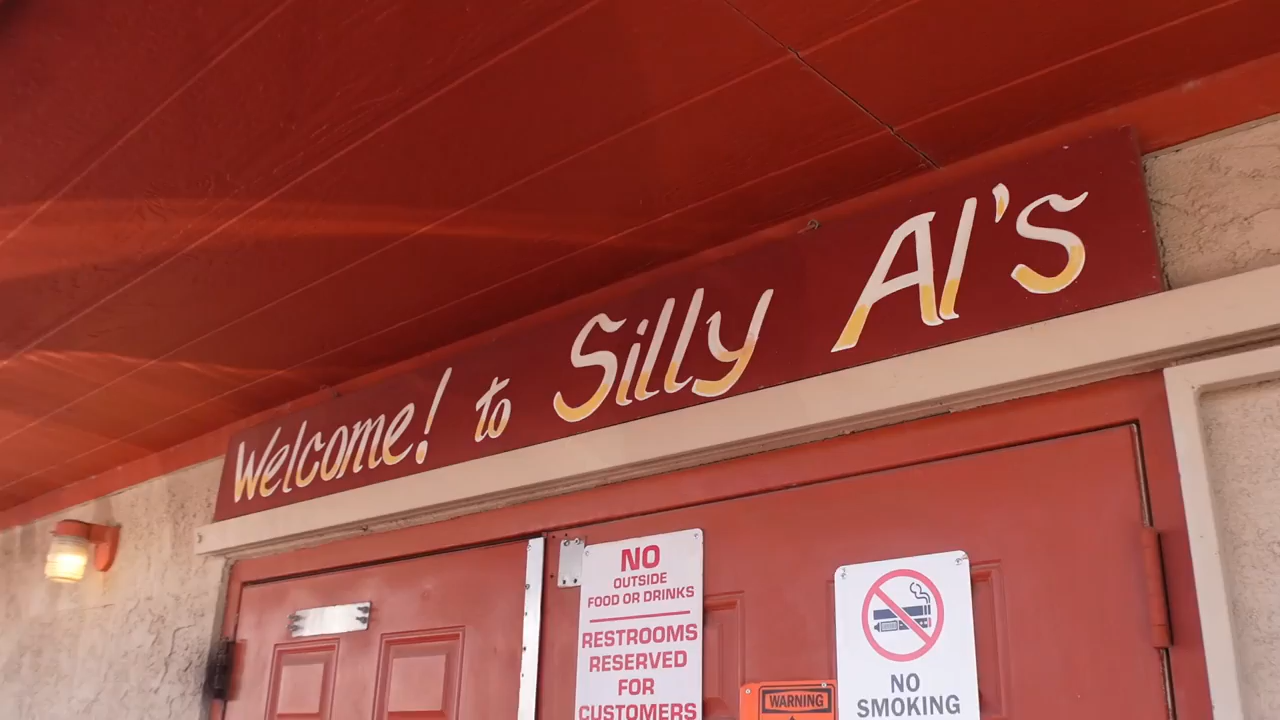 Welcome! to Silly Al's
NO
OUTSIDE
FOOD OR DRINKS
RESTROOMS
RESERVED
FOR
CUSTOMERS
WARNING
NO
SMOKING